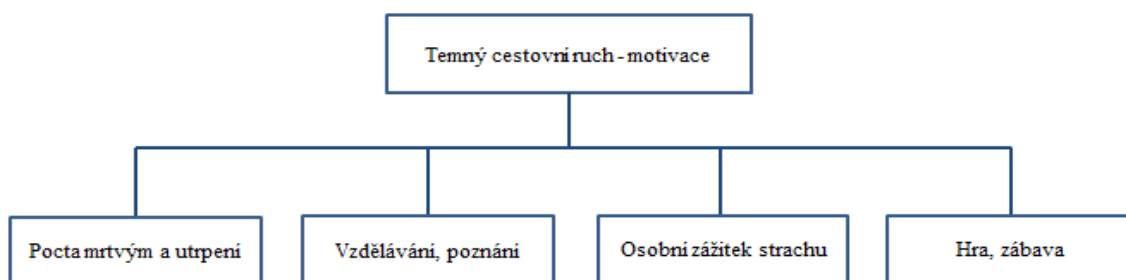 Temný cestovní ruch - motivace
Pocta mrtvým a utrpení
Vzdělávání, poznání
Osobní zážitek strachu
Hra, zábava